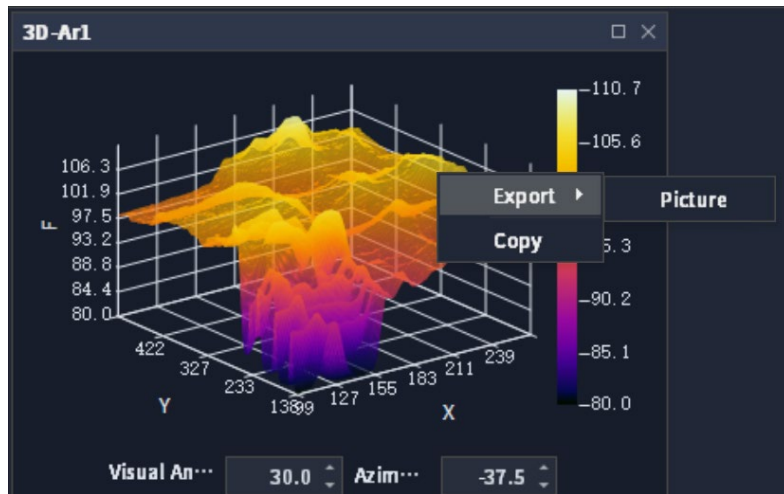 3D-Ar1
110.7
105.6
106.3
101.9
97.5
93.2
88.8
84.4
80.0
F
Export
Picture
Copy
5.3
90.2
85.1
80.0
422
327
233
138
99
127
155
183
211
239
Y
X
Visual An···
30.0
Azim···
-37.5